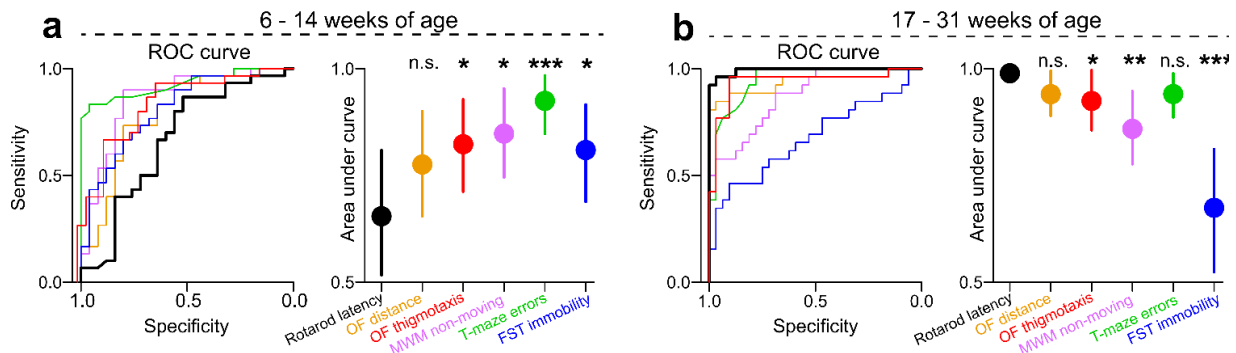 a
6 - 14 weeks of age
ROC curve
1.0
0.5
0.0
Sensitivity
1.0
0.5
0.0
Specificity
n.s.
*
*
***
*
1.0
0.5
Area under curve
Rotarod latency
OF distance
OF thigmotaxis
MWM non-moving
T-maze errors
FST immobility
b
17 - 31 weeks of age
ROC curve
1.0
0.5
0.0
Sensitivity
1.0
0.5
0.0
Specificity
n.s.
*
**
n.s.
***
1.0
0.5
Area under curve
Rotarod latency
OF distance
OF thigmotaxis
MWM non-moving
T-maze errors
FST immobility